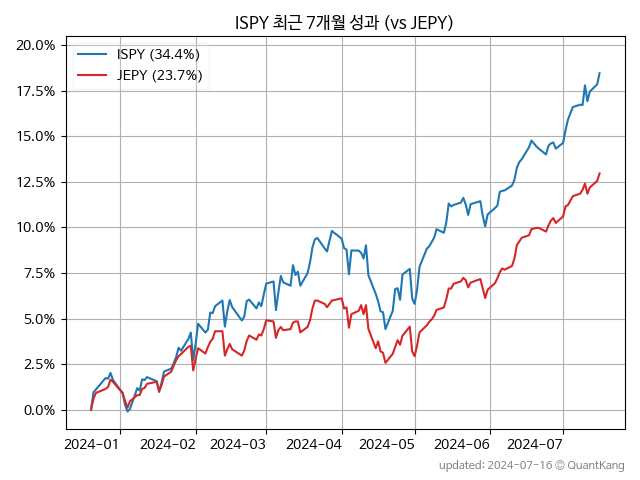 ISPY 최근 7개월 성과 (vs JEPY)
20.0%
17.5%
15.0%
12.5%
10.0%
7.5%
5.0%
2.5%
0.0%
ISPY (34.4%)
JEPY (23.7%)
2024-01 2024-02 2024-03 2024-04 2024-05 2024-06 2024-07
updated: 2024-07-16 © QuantKang